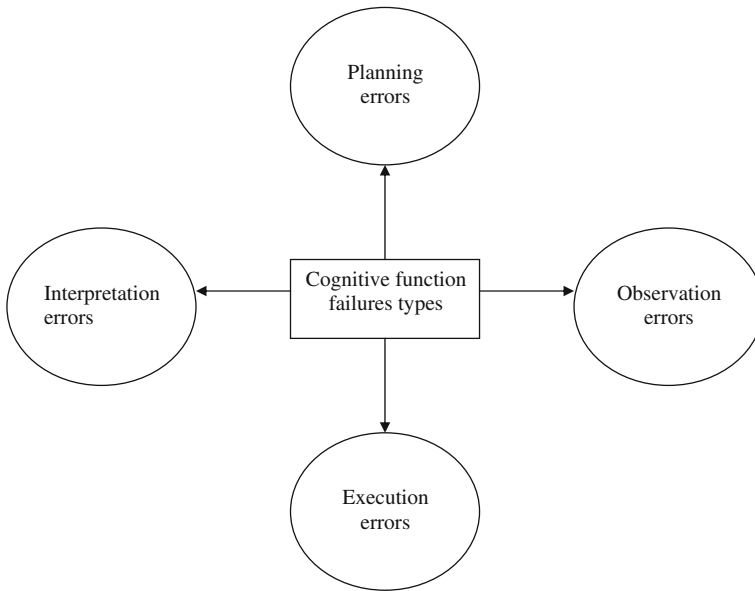 Planning
errors
Interpretation
errors
Cognitive function
failures types
Observation
errors
Execution
errors